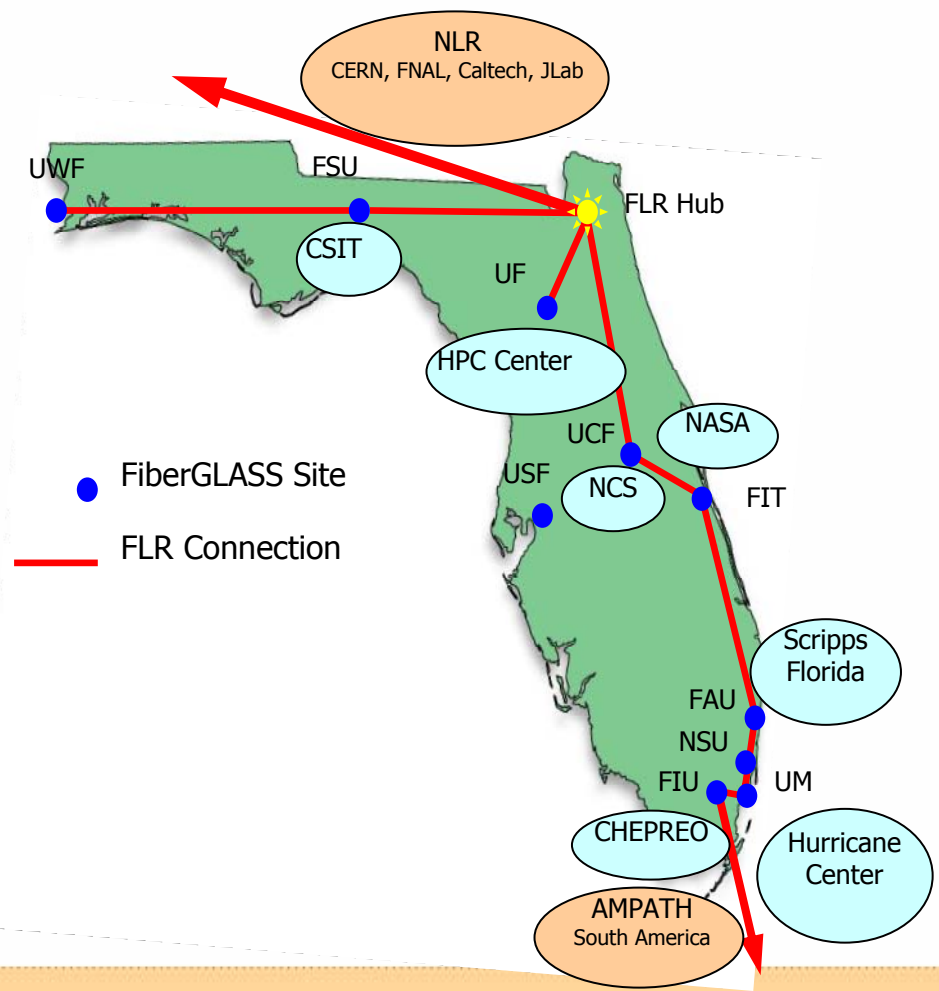 NLR
CERN, FNAL, Caltech, JLab
UWF
FSU
FLR Hub
CSIT
UF
HPC Center
NASA
UCF
USF
NCS
FIT
FiberGLASS Site
FLR Connection
Scripps
Florida
FAU
NSU
FIU
UM
CHEPREO
Hurricane
Center
AMPATH
South America